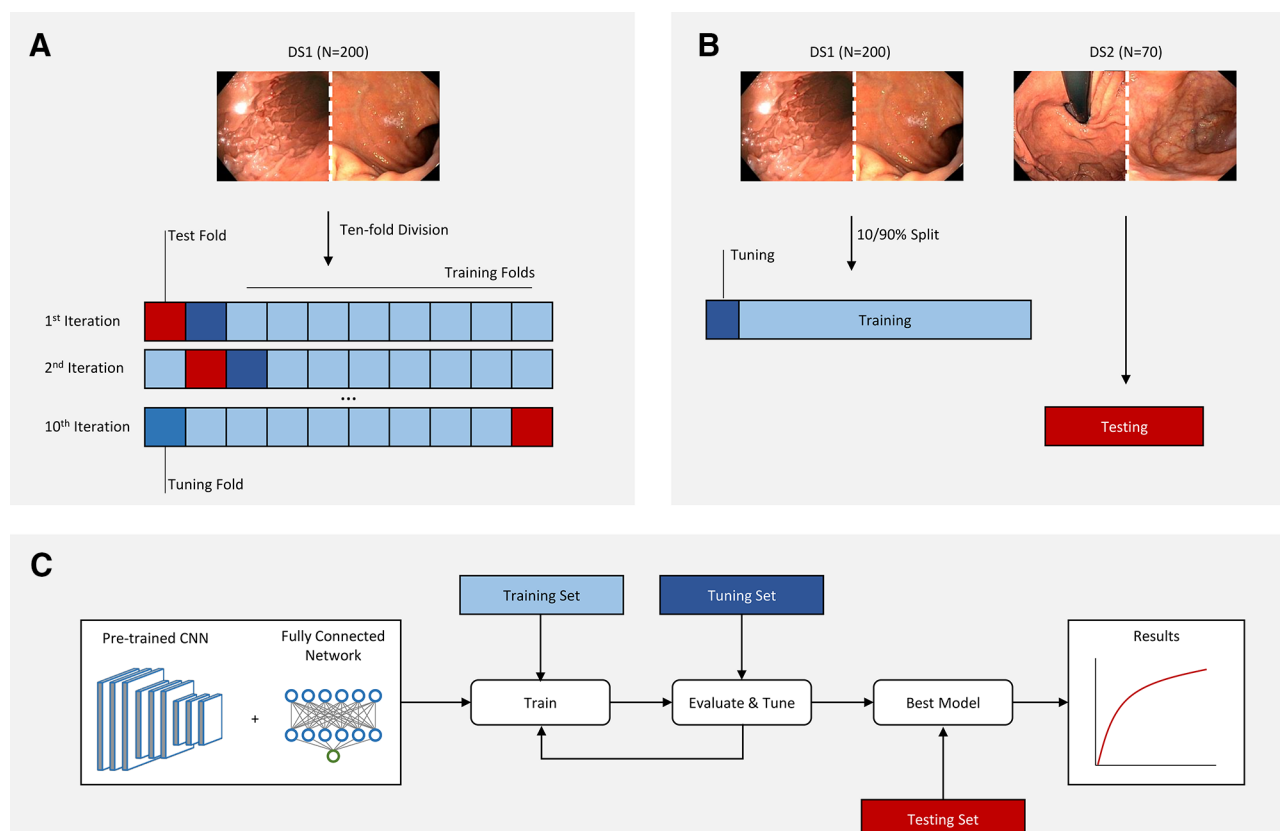 A
DS1 (N=200)
Ten-fold Division
Test Fold
Training Folds
1st Iteration
2nd Iteration
...
10th Iteration
Tuning Fold
B
DS1 (N=200)
DS2 (N=70)
10/90% Split
Tuning
Training
Testing
C
Pre-trained CNN
+
Fully Connected
Network
Training Set
Tuning Set
Train
Evaluate & Tune
Best Model
Testing Set
Results